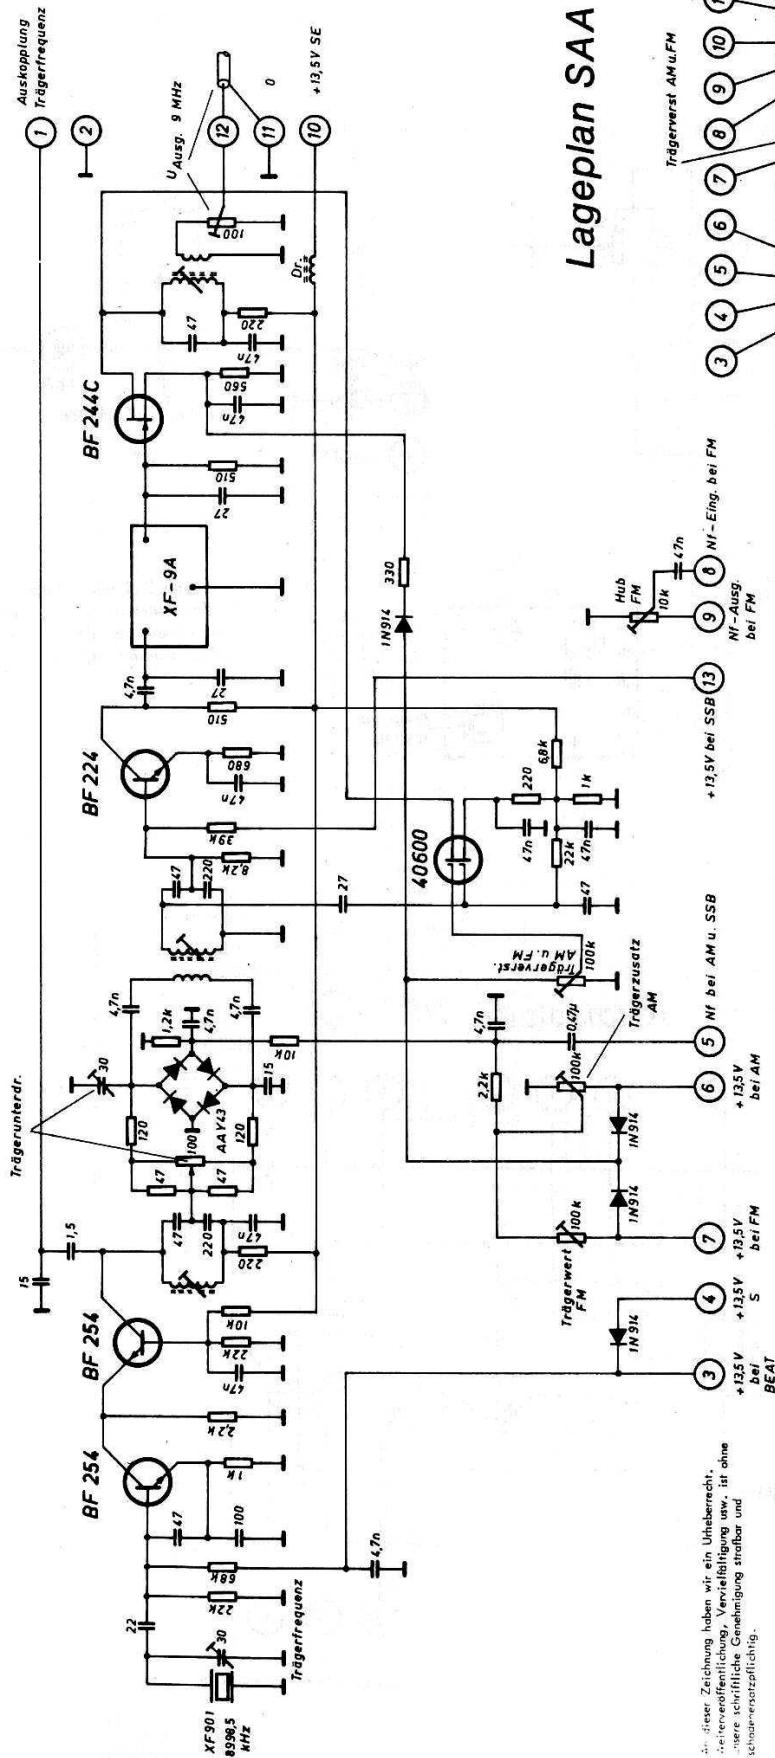 XF901
8998,5
kHz
30
Trägerfrequenz
22
22k
68k
4,7n
47
100
1k
BF 254
2,2k
BF 254
47n
22k
10k
15
1,5
47
220
220
47n
Trägerunterdr.
47
47
100
120
120
AAY43
30
15
4,7n
1,2k
4,7n
4,7n
10k
47
220
8,2k
39k
BF 224
47n
680
510
4,7n
27
XF-9A
27
510
BF 244C
47n
560
47
47n
220
Dr.
100
UAusg. 9 MHz
1
Auskopplung
Trägerfrequenz
2
12
11
0
10
+13,5V SE
27
40600
Trägerverst.
AM u. FM
100k
47
22k
47n
47n
220
1k
6,8k
1N914
330
Trägerwert
FM
100k
2,2k
4,7n
0,47µ
100k
Trägerzusatz
AM
1N914
1N914
1N914
3
+13,5V
bei
BEAT
4
+13,5V
S
7
+13,5V
bei FM
6
+13,5V
bei AM
5
Nf bei AM u. SSB
13
+13,5V bei SSB
Hub
FM
10k
47n
9
Nf-Ausg.
bei FM
8
Nf-Eing. bei FM
Lageplan SAA
Trägerverst AM u.FM
3
4
5
6
7
8
9
10
dieser Zeichnung haben wir ein Urheberrecht.
Weiterveröffentlichung, Vervielfältigung usw. ist ohne
unsere schriftliche Genehmigung strafbar und
schadenersatzpflichtig.